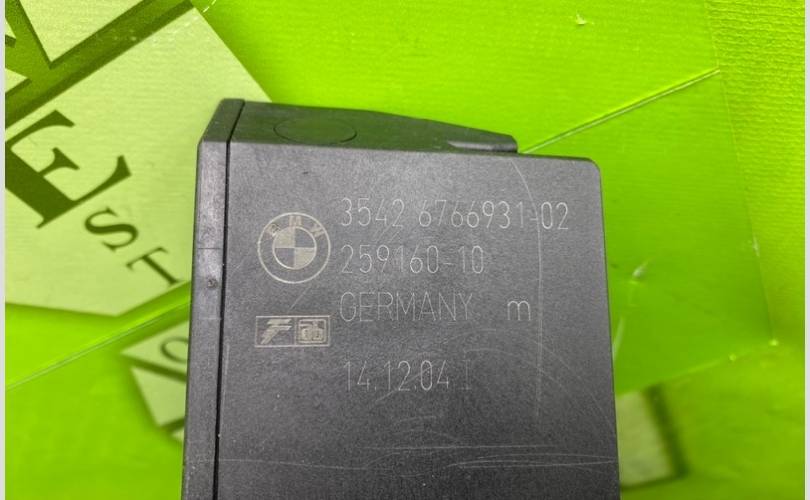 3542 6766931-02
BMW
259160-10
GERMANY m
14.12.04 I